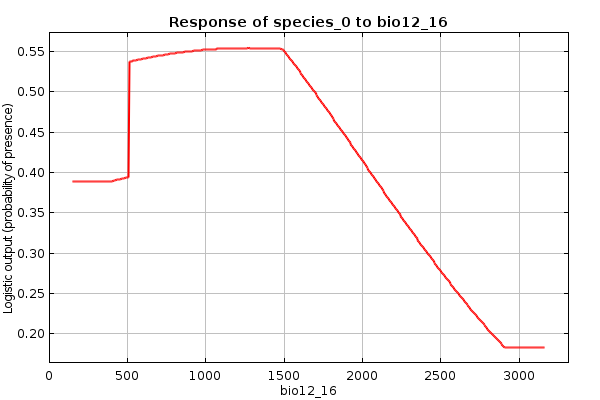 Response of species_0 to bio12_16
Logistic output (probability of presence)
0.55
0.50
0.45
0.40
0.35
0.30
0.25
0.20
0 500 1000 1500 2000 2500 3000
bio12_16